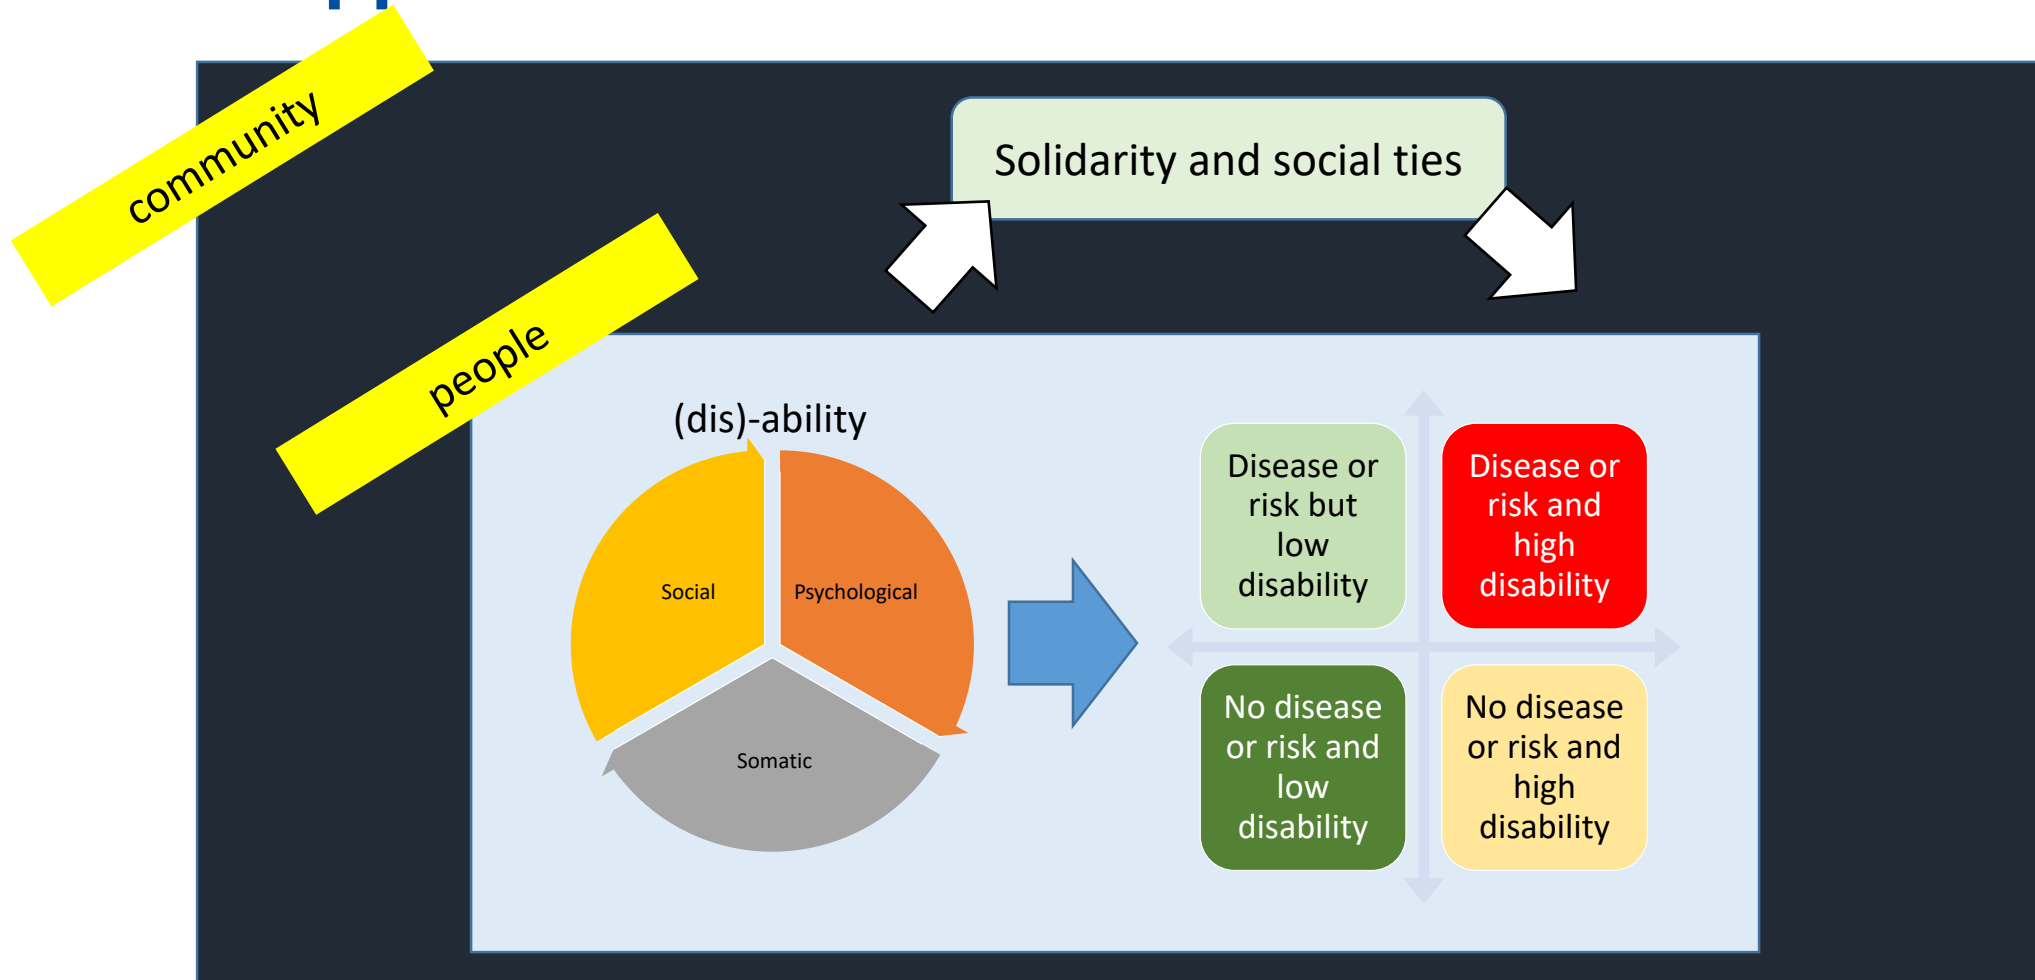 community
Solidarity and social ties
people
(dis)-ability
Social
Psychological
Somatic
Disease or
risk but
low
disability
Disease or
risk and
high
disability
No disease
or risk and
low
disability
No disease
or risk and
high
disability